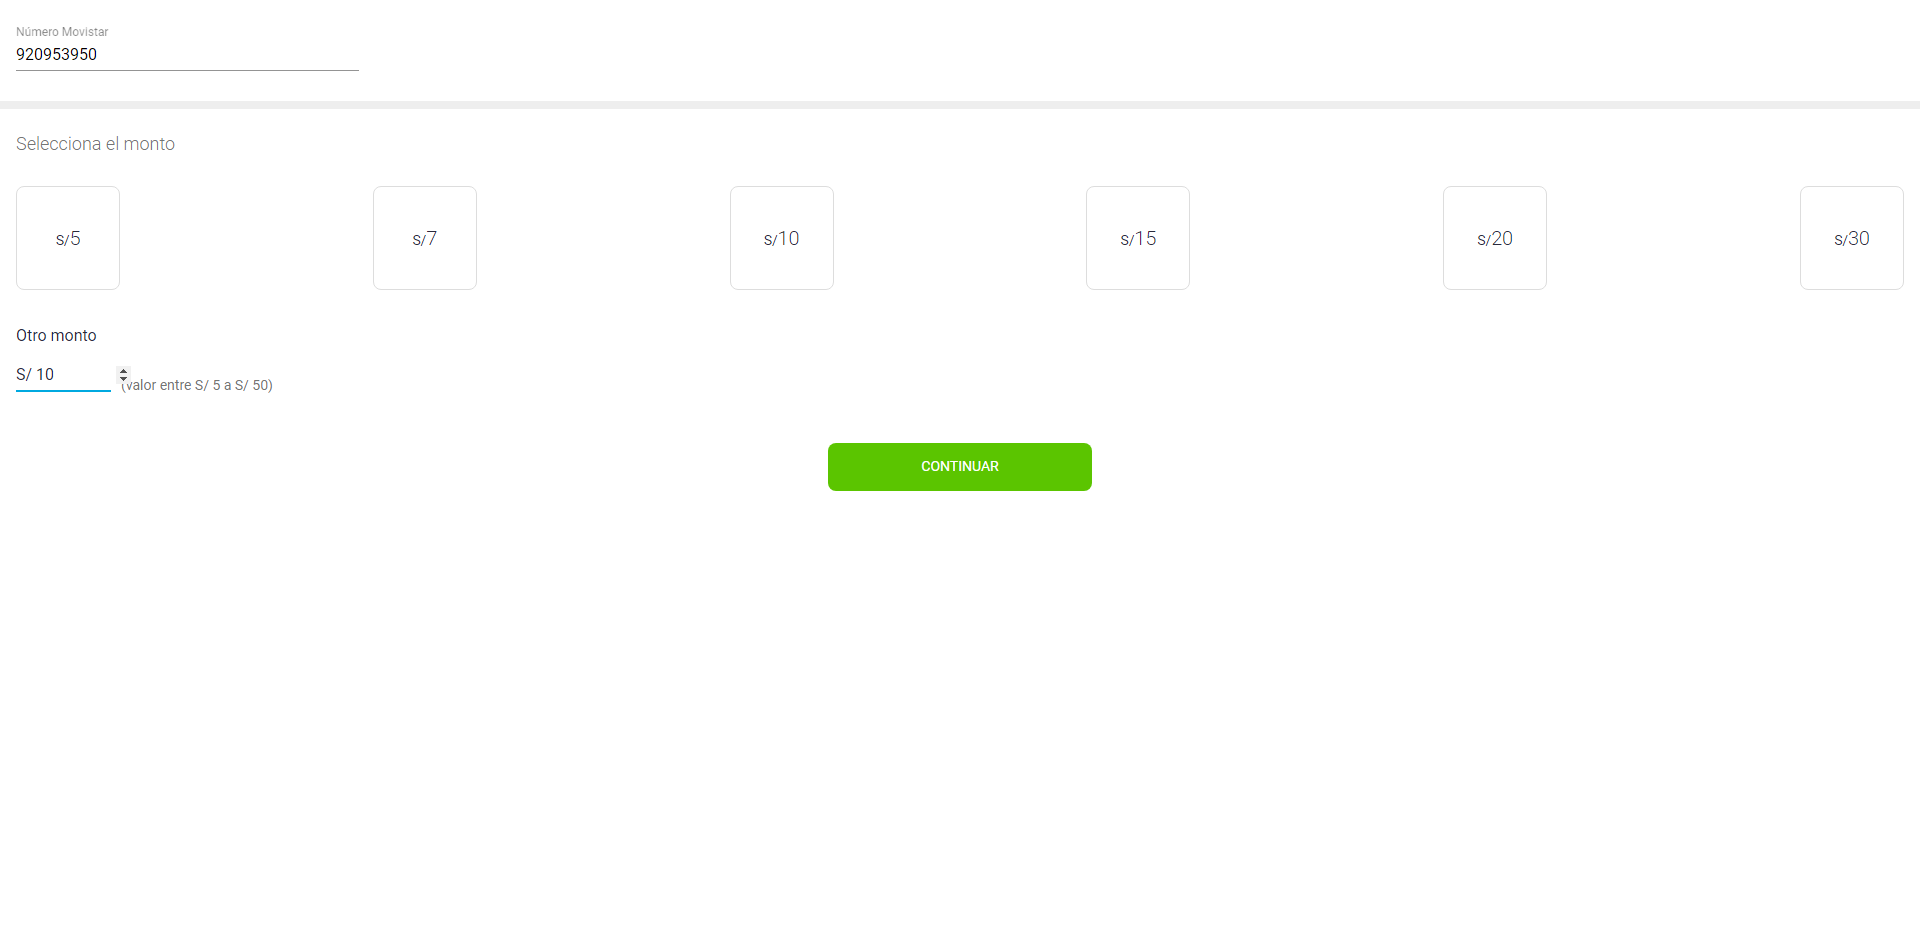 Número Movistar
920953950
Selecciona el monto
s/5
s/7
s/10
s/15
s/20
s/30
Otro monto
S/ 10
(valor entre S/ 5 a S/ 50)
CONTINUAR